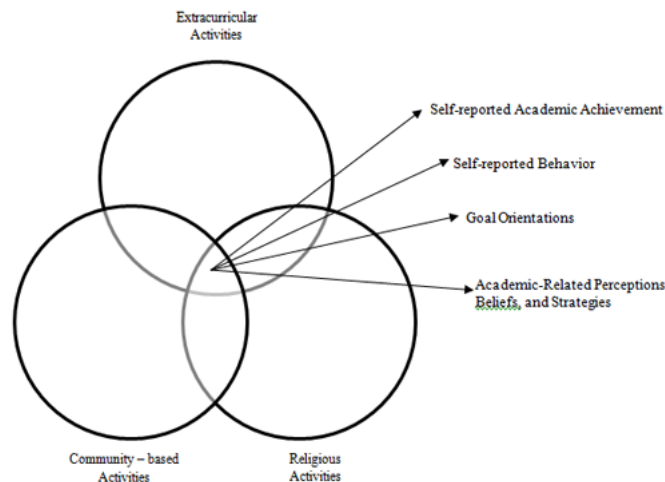 Extracurricular
Activities
Self-reported Academic Achievement
Self-reported Behavior
Goal Orientations
Academic-Related Perceptions
Beliefs, and Strategies
Community – based
Activities
Religious
Activities